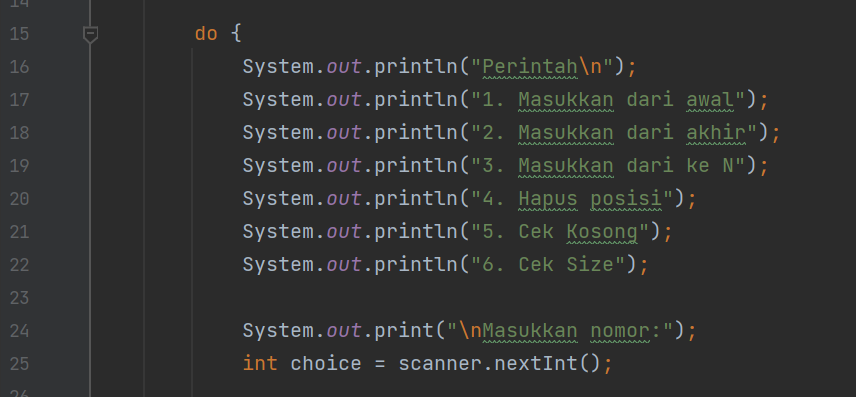 14
15 do {
16 System.out.println("Perintah\n");
17 System.out.println("1. Masukkan dari awal");
18 System.out.println("2. Masukkan dari akhir");
19 System.out.println("3. Masukkan dari ke N");
20 System.out.println("4. Hapus posisi");
21 System.out.println("5. Cek Kosong");
22 System.out.println("6. Cek Size");
23
24 System.out.print("\nMasukkan nomor:");
25 int choice = scanner.nextInt();
26